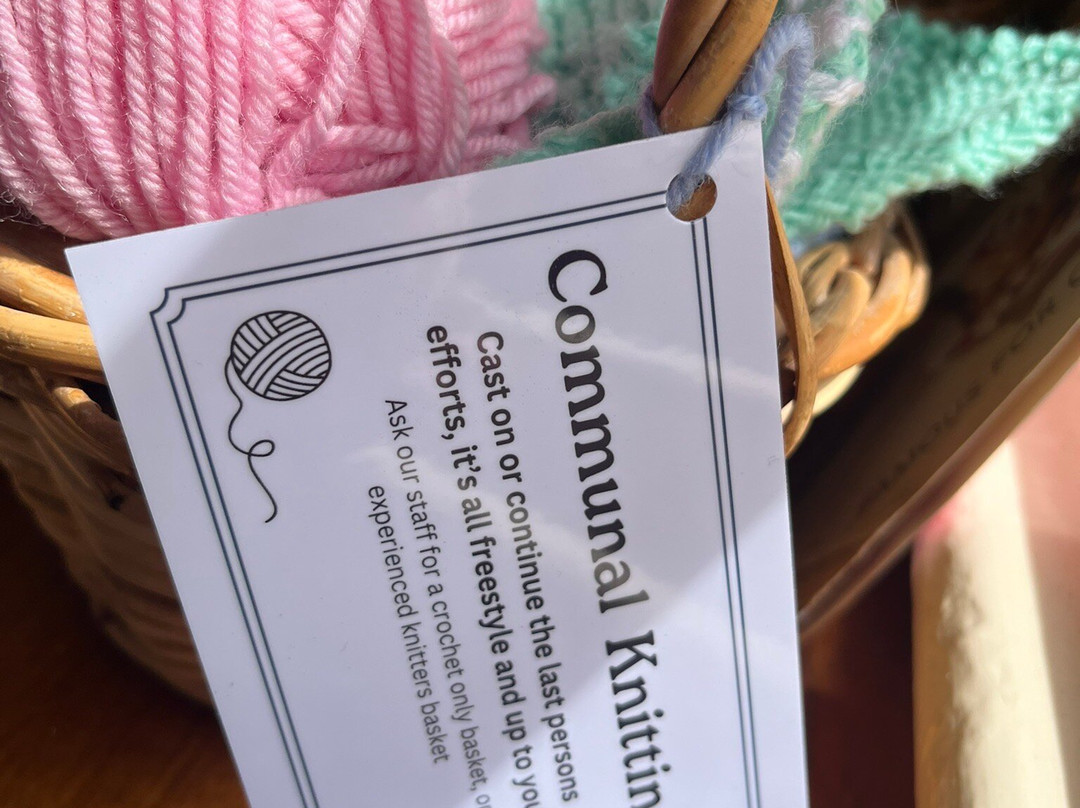 Communal Knittin
Cast on or continue the last persons
efforts, it's all freestyle and up to you
Ask our staff for a crochet only basket, or
experienced knitters basket